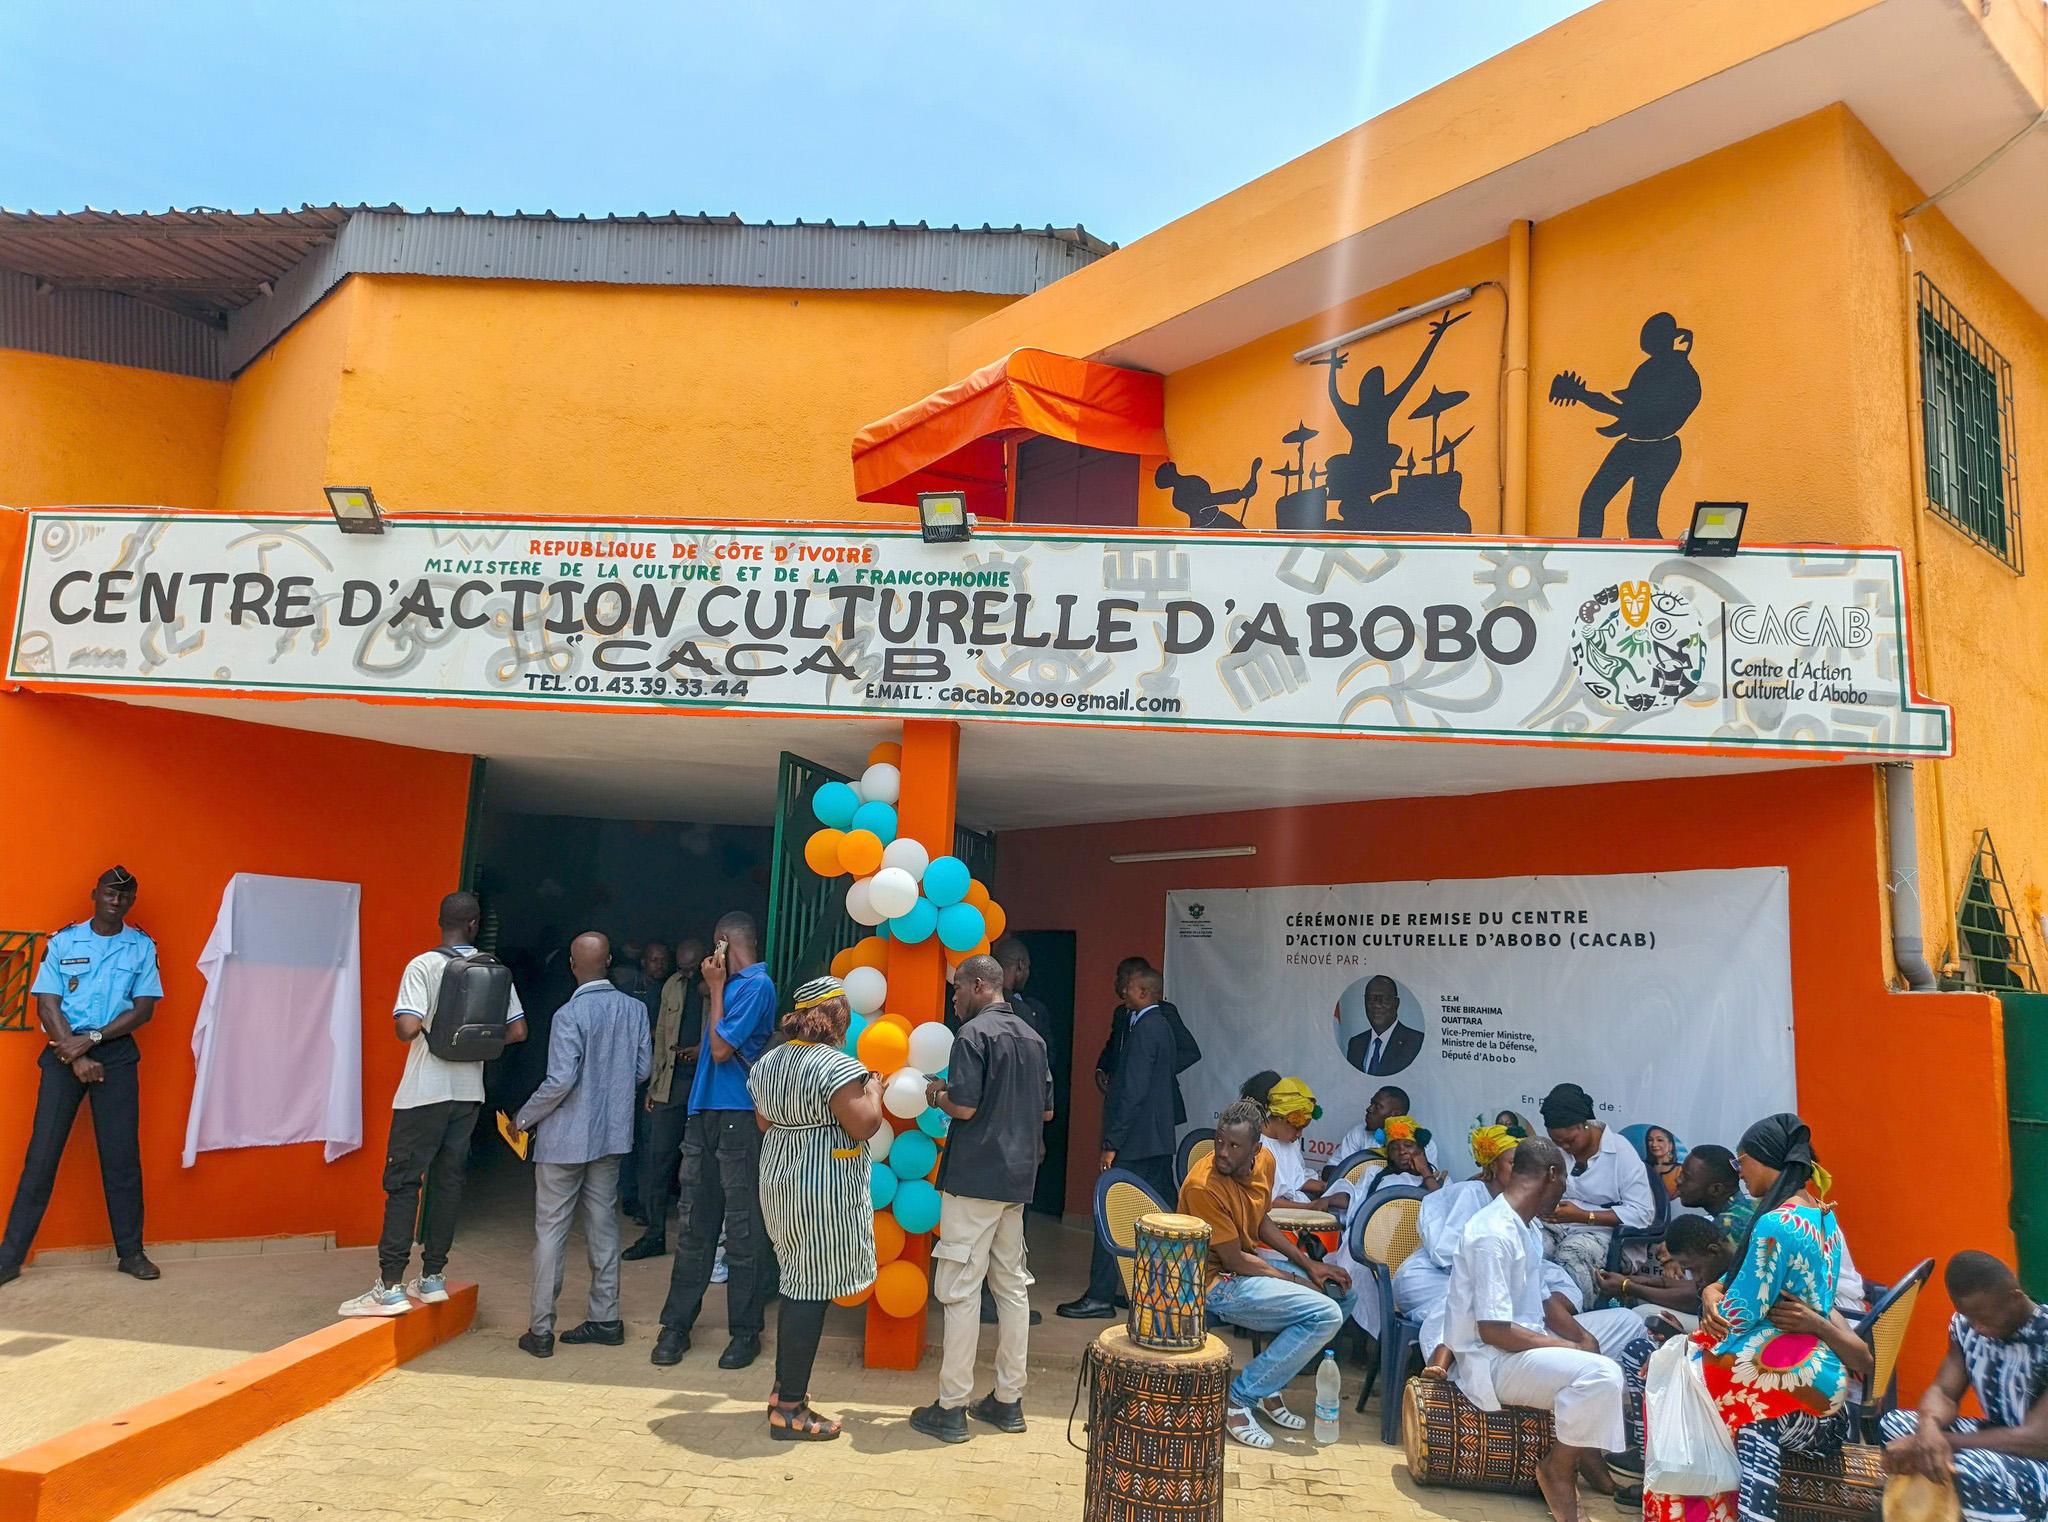 REPUBLIQUE DE CÔTE D'IVOIRE
MINISTERE DE LA CULTURE ET DE LA FRANCOPHONIE
CENTRE D'ACTION CULTURELLE D'ABOBO
"CACAB"
TEL: 01.43.39.33.44
E.MAIL : cacab2009@gmail.com
CACAB
Centre d'Action
Culturelle d'Abobo
CÉRÉMONIE DE REMISE DU CENTRE
D'ACTION CULTURELLE D'ABOBO (CACAB)
RÉNOVÉ PAR :
S.E.M
TENE BIRAHIMA
OUATTARA
Vice-Premier Ministre,
Ministre de la Défense,
Député d'Abobo
En de :